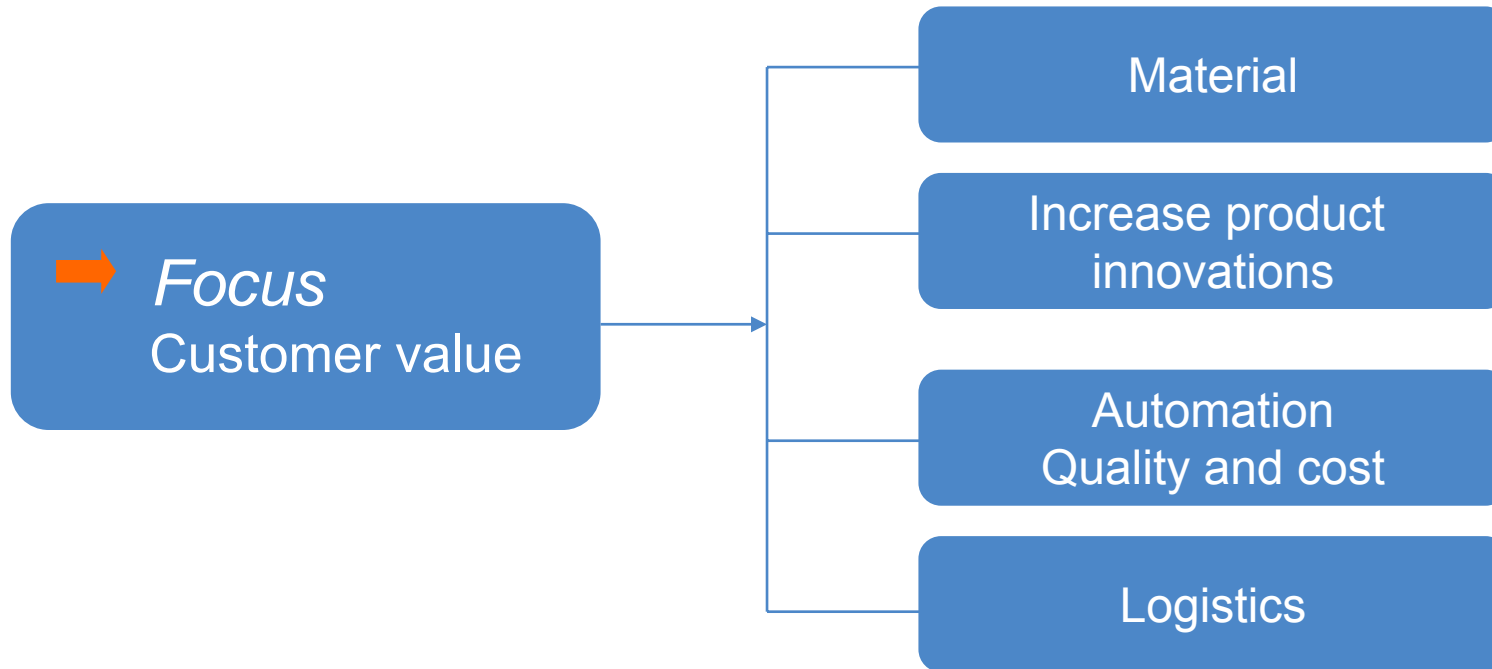 Focus
Customer value
Material
Increase product
innovations
Automation
Quality and cost
Logistics